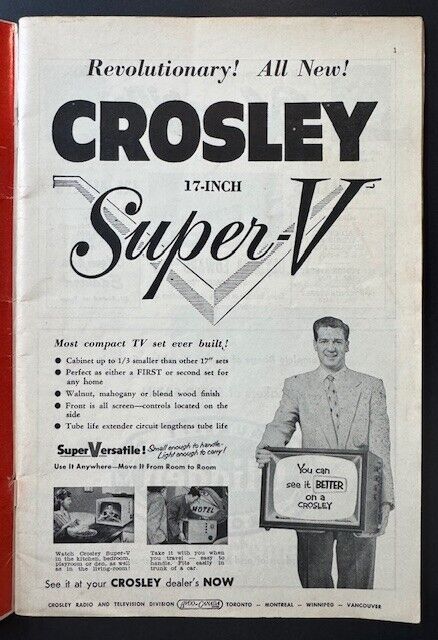 1
Revolutionary! All New!
CROSLEY
17-INCH
Super-V
Most compact TV set ever built!
● Cabinet up to 1/3 smaller than other 17" sets
● Perfect as either a FIRST or second set for
any home
● Walnut, mahogany or blend wood finish
● Front is all screen—controls located on the
side
● Tube life extender circuit lengthens tube life
SuperVersatile! Small enough to handle—
Light enough to carry!
Use It Anywhere—Move It From Room to Room
MOTEL
Watch Crosley Super-V
in the kitchen, bedroom,
playroom or den, as well
as in the living-room!
Take it with you when
you travel — easy to
handle. Fits easily in
trunk of a car.
You can
see it BETTER
on a
CROSLEY
See it at your CROSLEY dealer's NOW
CROSLEY RADIO AND TELEVISION DIVISION TORONTO — MONTREAL — WINNIPEG — VANCOUVER